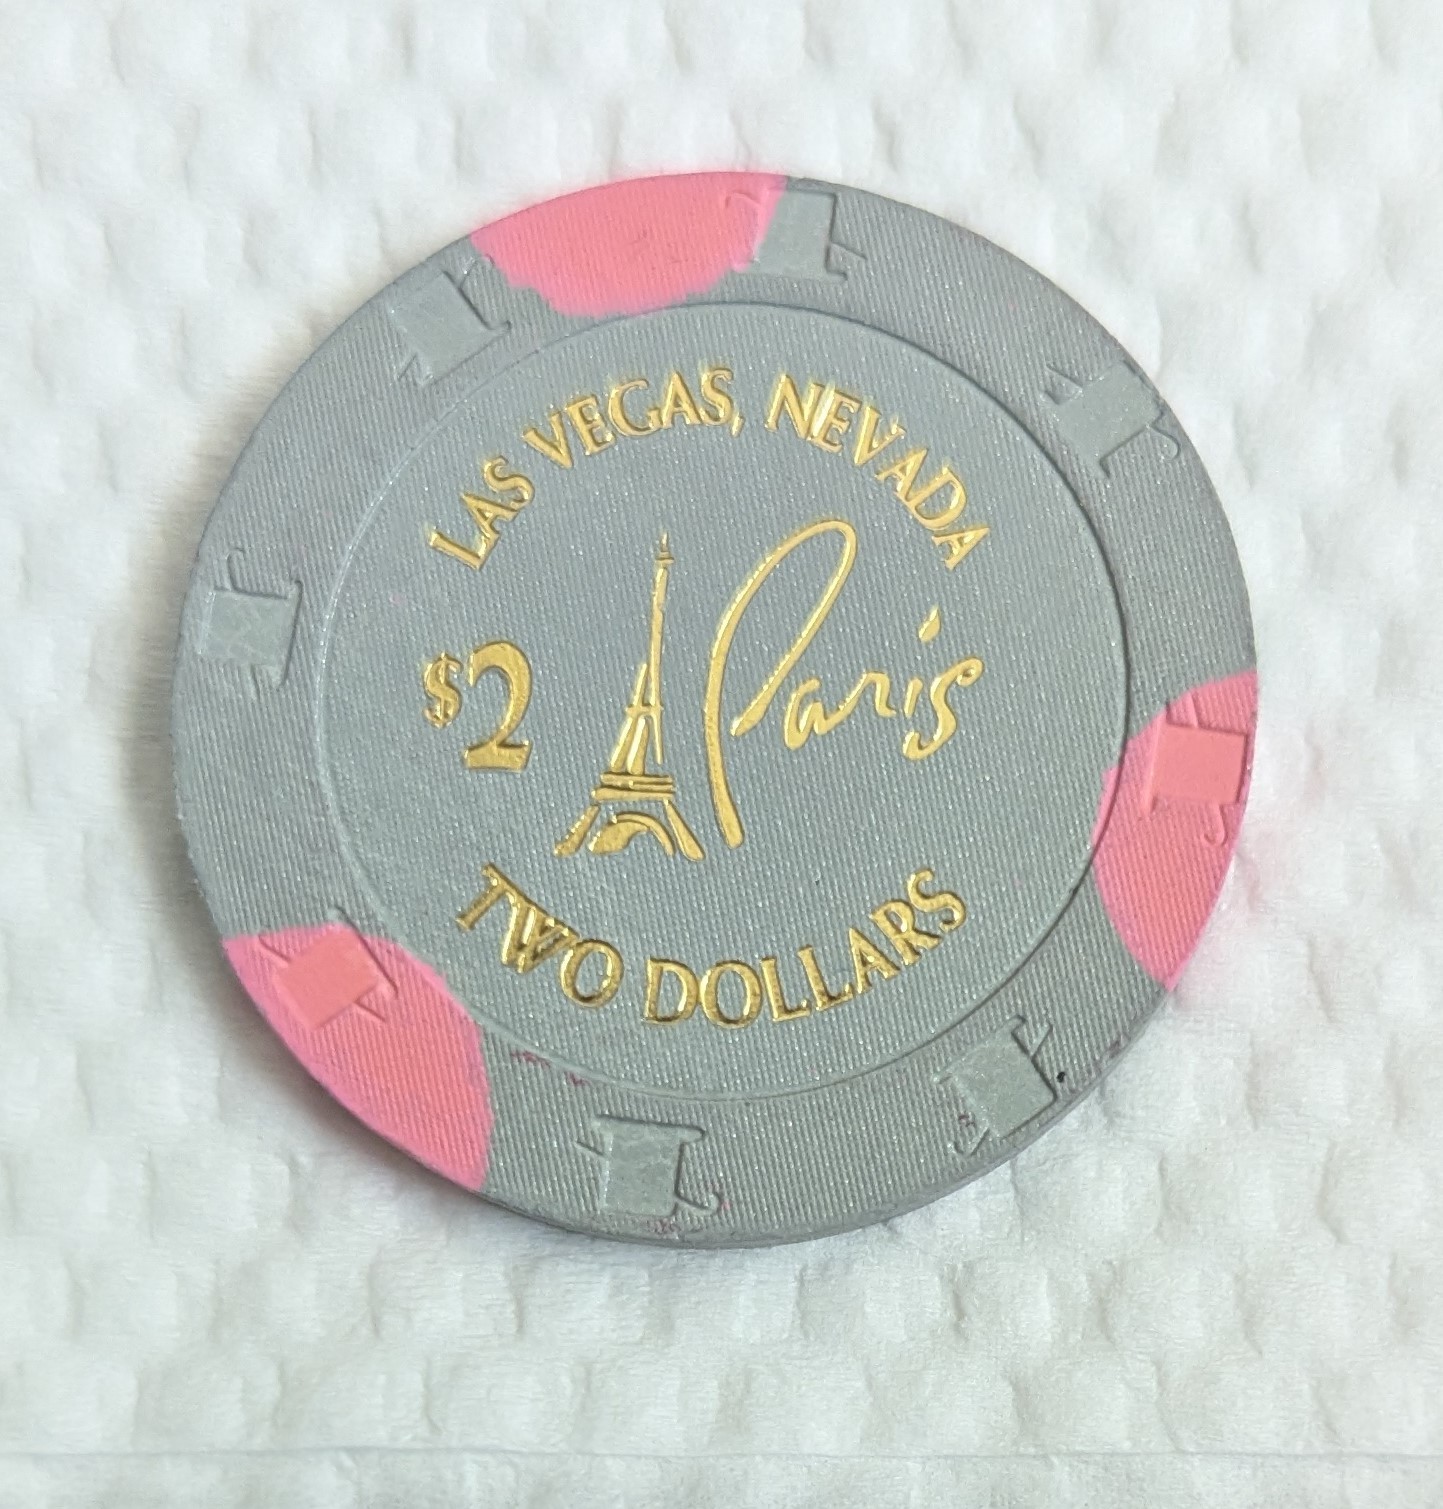 LAS VEGAS, NEVADA
$2
Paris
TWO DOLLARS